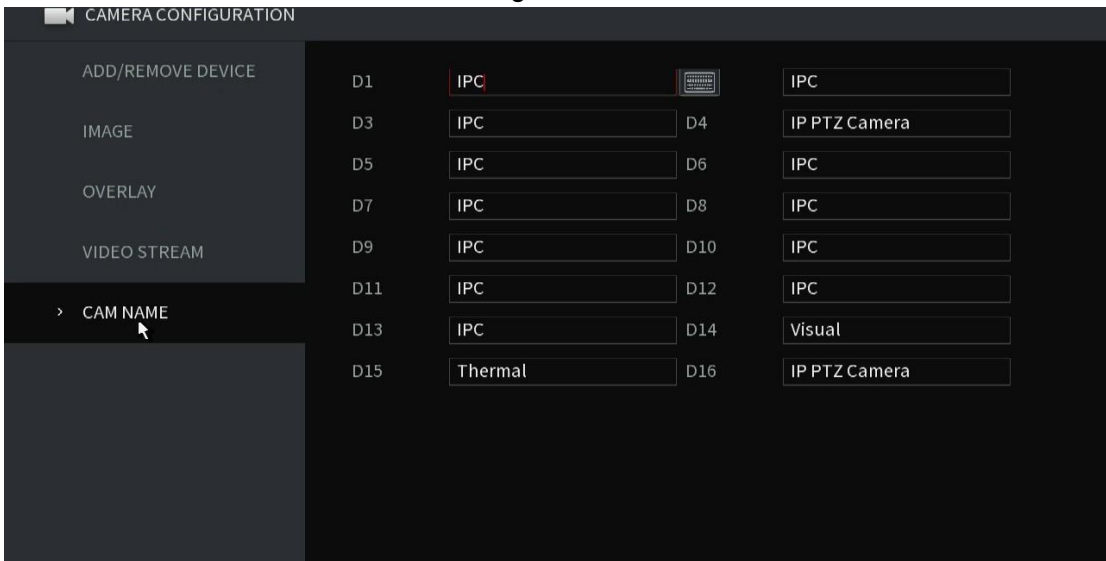 CAMERA CONFIGURATION
ADD/REMOVE DEVICE
IMAGE
OVERLAY
VIDEO STREAM
> CAM NAME
D1 IPC IPC
D3 IPC D4 IP PTZ Camera
D5 IPC D6 IPC
D7 IPC D8 IPC
D9 IPC D10 IPC
D11 IPC D12 IPC
D13 IPC D14 Visual
D15 Thermal D16 IP PTZ Camera